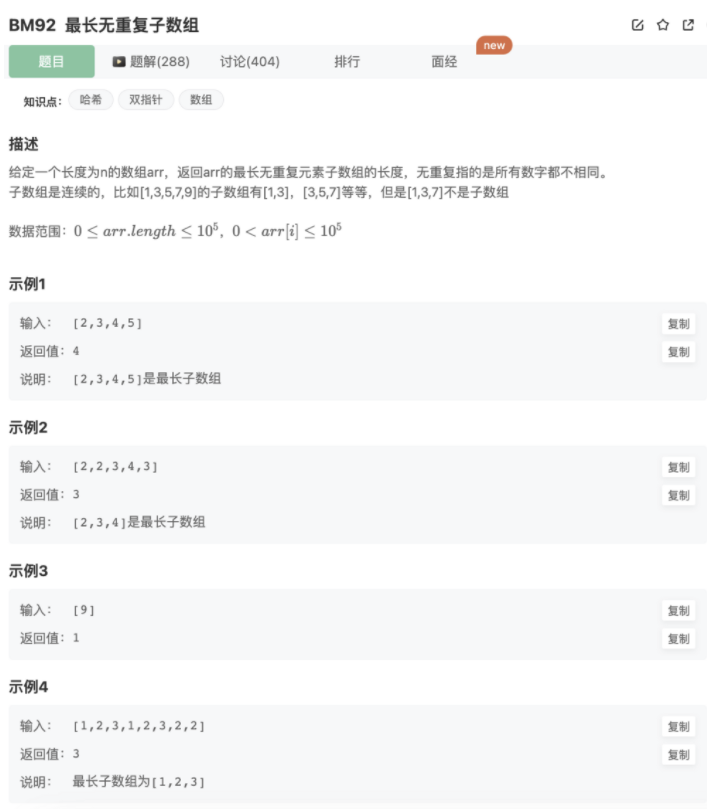 BM92 最长无重复子数组
new
题目 题解(288) 讨论(404) 排行 面经
知识点: 哈希 双指针 数组
描述
给定一个长度为n的数组arr，返回arr的最长无重复元素子数组的长度，无重复指的是所有数字都不相同。
子数组是连续的，比如[1,3,5,7,9]的子数组有[1,3]，[3,5,7]等等，但是[1,3,7]不是子数组
数据范围：0 ≤ arr.length ≤ 10⁵，0 < arr[i] ≤ 10⁵
示例1
输入： [2,3,4,5] 复制
返回值：4 复制
说明： [2,3,4,5]是最长子数组
示例2
输入： [2,2,3,4,3] 复制
返回值：3 复制
说明： [2,3,4]是最长子数组
示例3
输入： [9] 复制
返回值：1 复制
示例4
输入： [1,2,3,1,2,3,2,2] 复制
返回值：3 复制
说明： 最长子数组为[1,2,3]